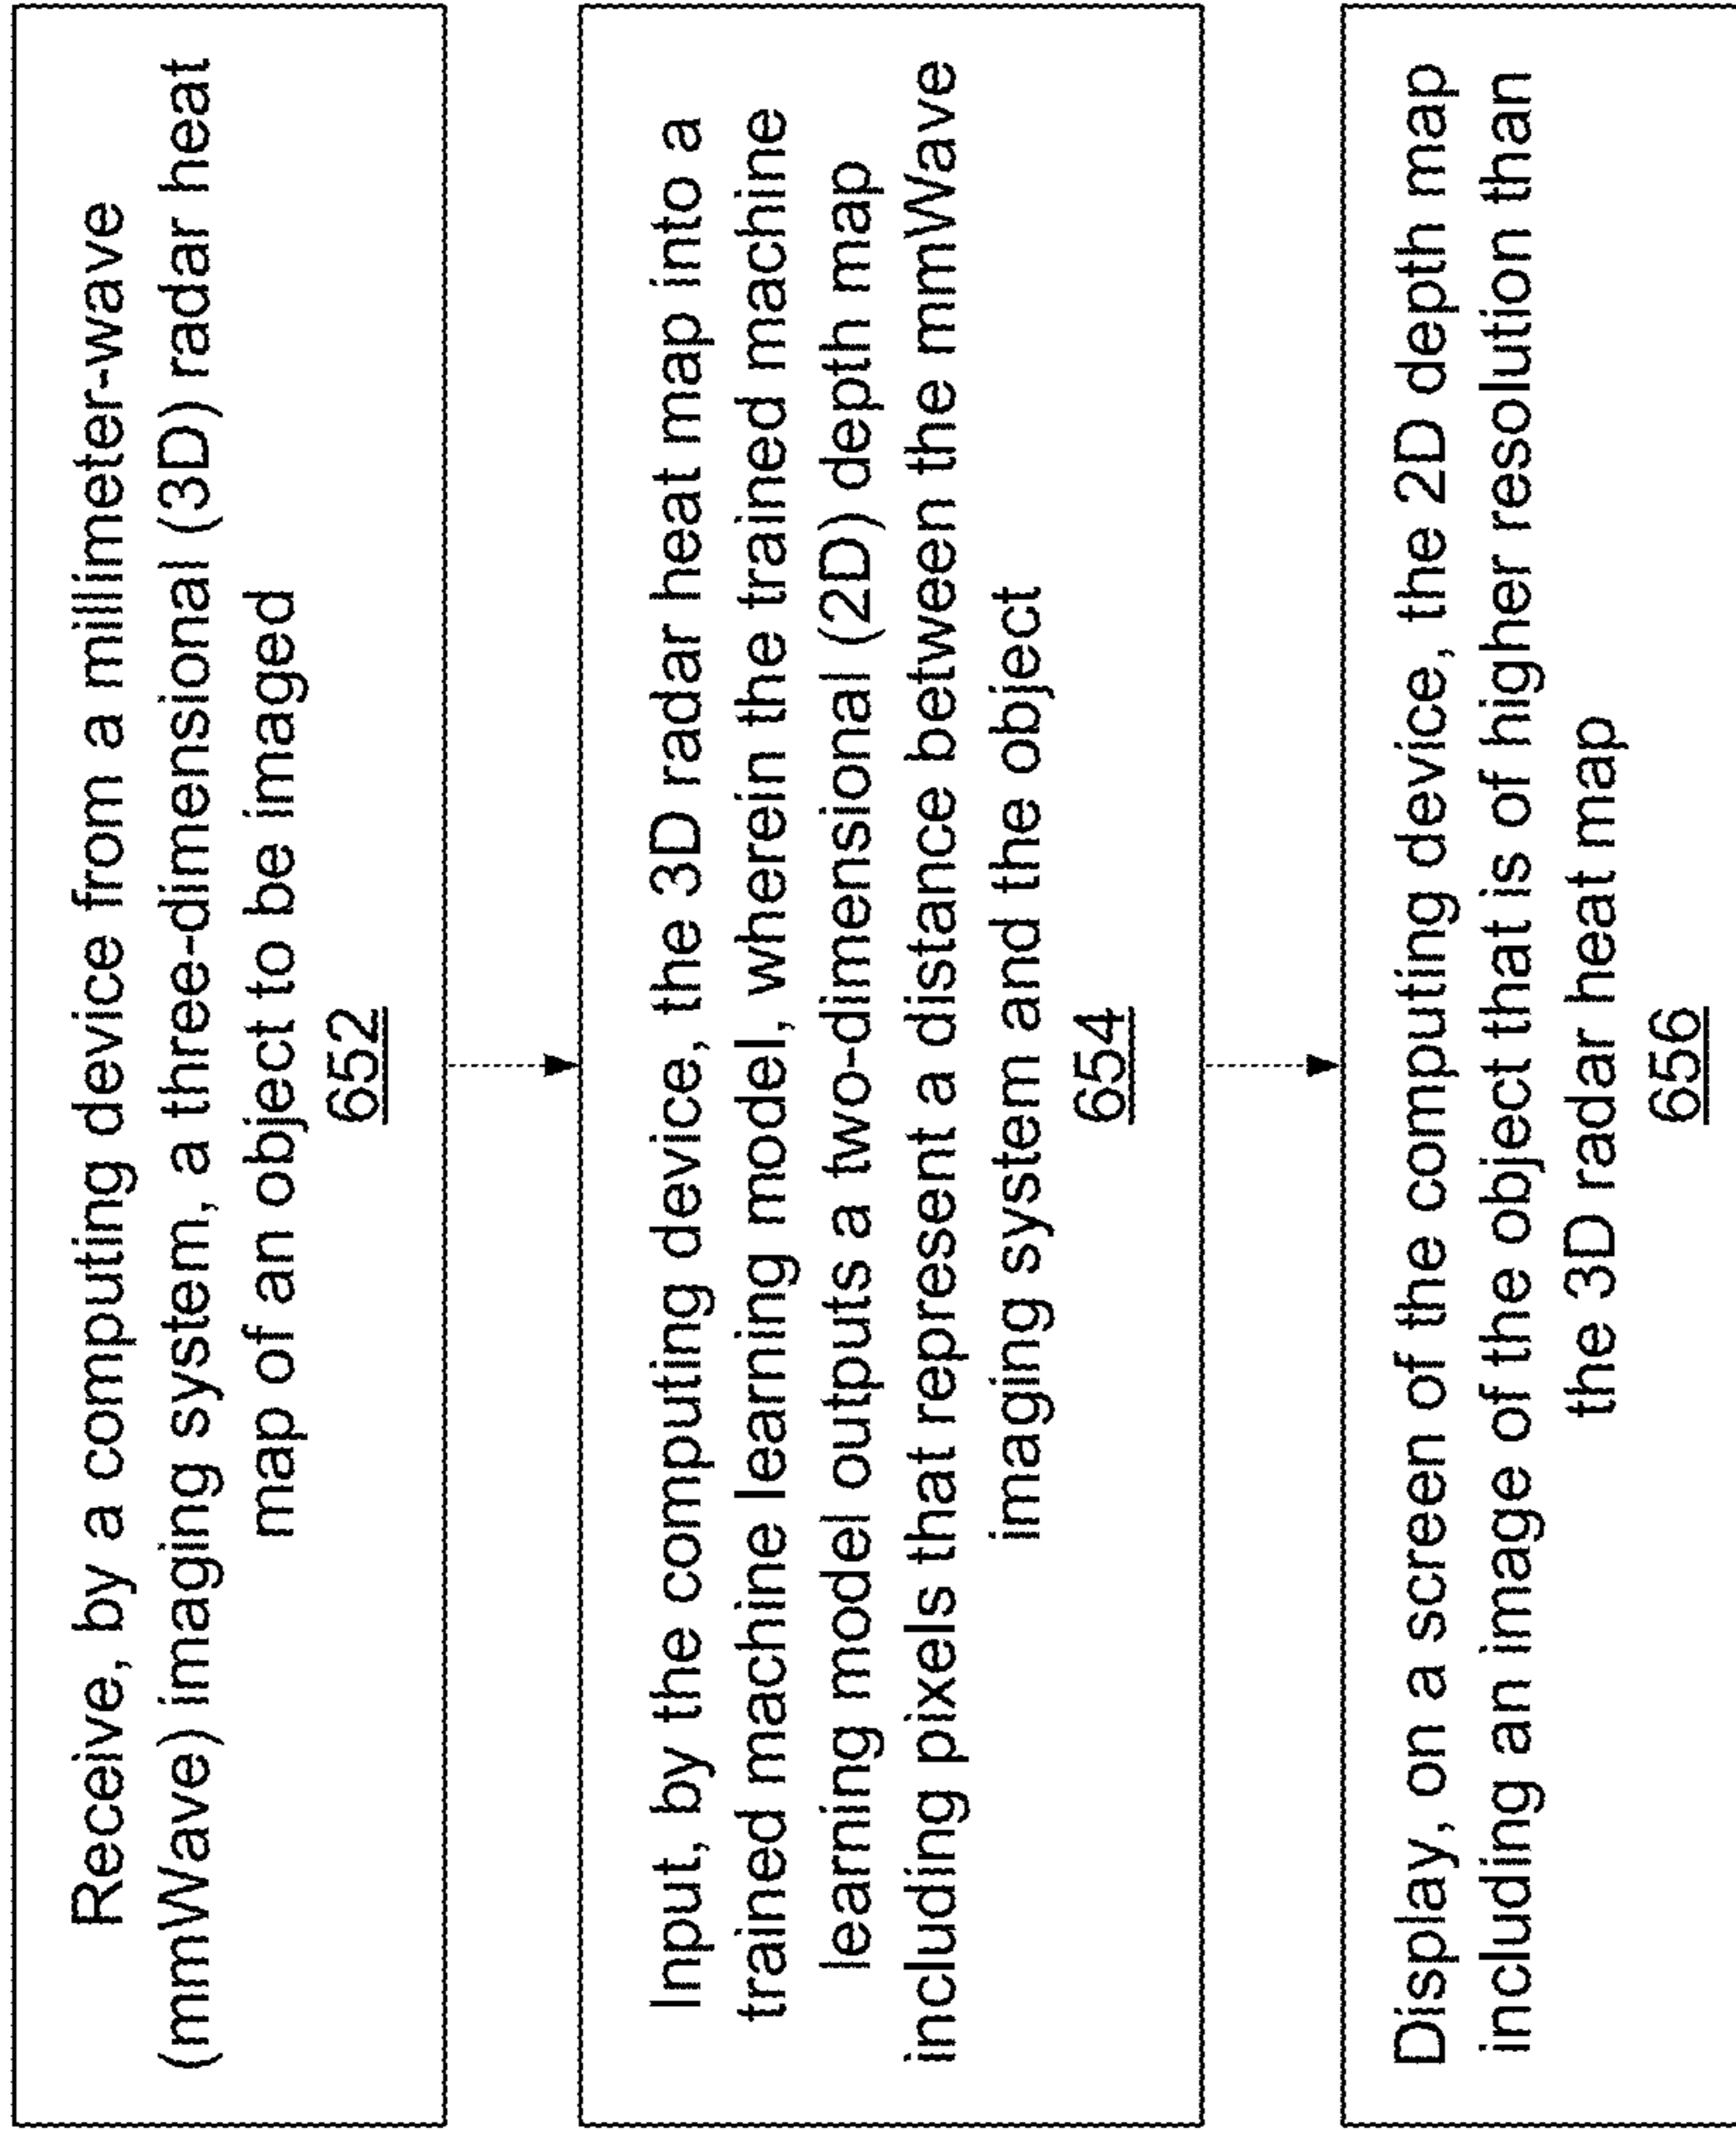 Receive, by a computing device from a millimeter-wave
(mmWave) imaging system, a three-dimensional (3D) radar heat
map of an object to be imaged
652
Input, by the computing device, the 3D radar heat map into a
trained machine learning model, wherein the trained machine
learning model outputs a two-dimensional (2D) depth map
including pixels that represent a distance between the mmWave
imaging system and the object
654
Display, on a screen of the computing device, the 2D depth map
including an image of the object that is of higher resolution than
the 3D radar heat map
656